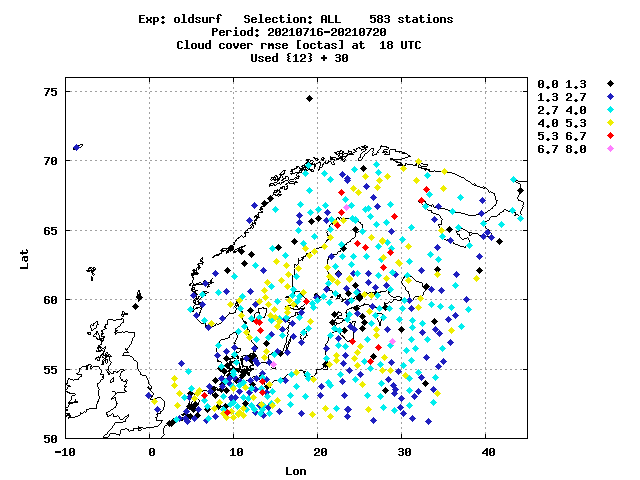 Exp: oldsurf   Selection: ALL    583 stations
Period: 20210716-20210720
Cloud cover rmse [octas] at  18 UTC
Used {12} + 30
0.0 1.3
1.3 2.7
2.7 4.0
4.0 5.3
5.3 6.7
6.7 8.0
75
70
65
60
55
50
Lat
-10 0 10 20 30 40
Lon